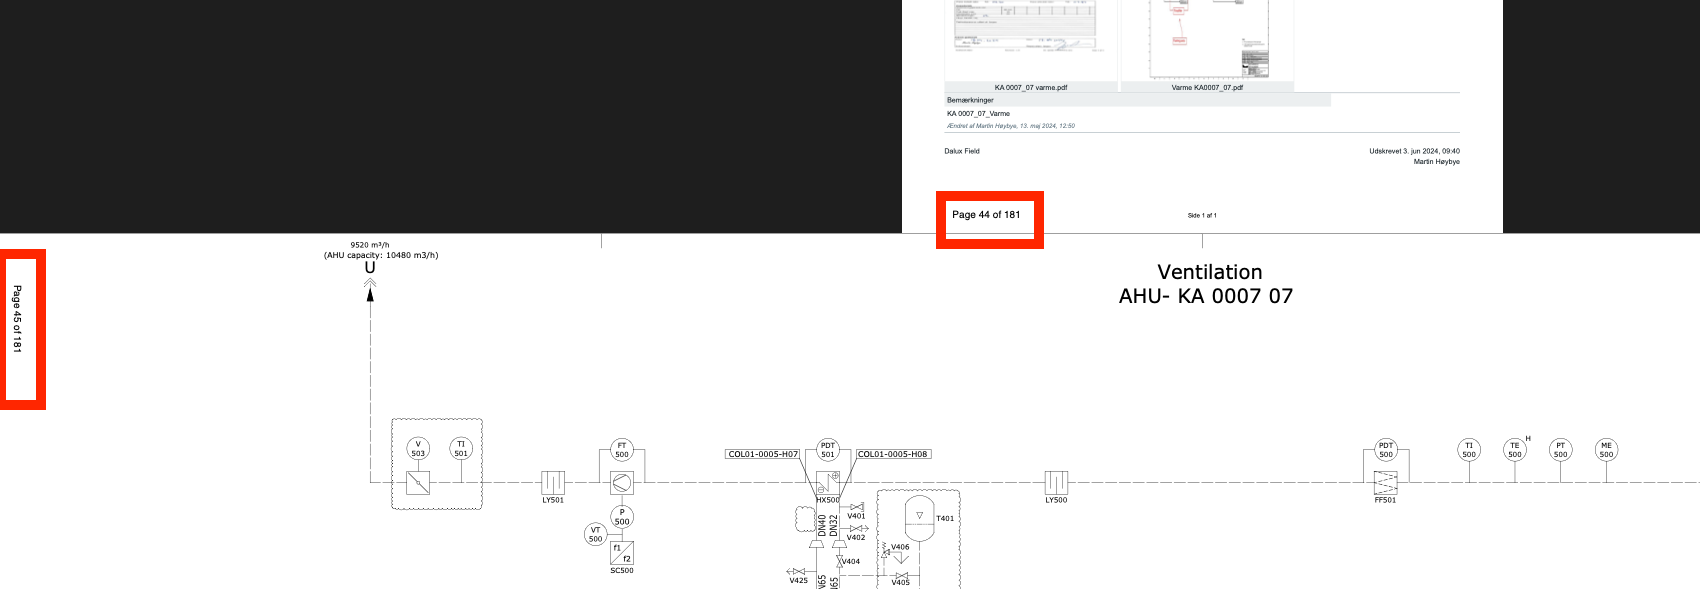 KA 0007_07 varme.pdf
Varme KA0007_07.pdf
Bemærkninger
KA 0007_07_Varme
Ændret af Martin Høybye, 13. maj 2024, 12:50
Dalux Field
Udskrevet 3. jun 2024, 09:40
Martin Høybye
Page 44 of 181
Side 1 af 1
Page 45 of 181
9520 m³/h
(AHU capacity: 10480 m3/h)
U
Ventilation
AHU- KA 0007 07
V
503
TI
501
LY501
FT
500
P
500
VT
500
f1
f2
SC500
PDT
501
COL01-0005-H07
COL01-0005-H08
HX500
DN40
DN32
V401
V402
V404
V425
N65
65
T401
V406
V405
LY500
PDT
500
FF501
TI
500
TE
500
H
PT
500
ME
500